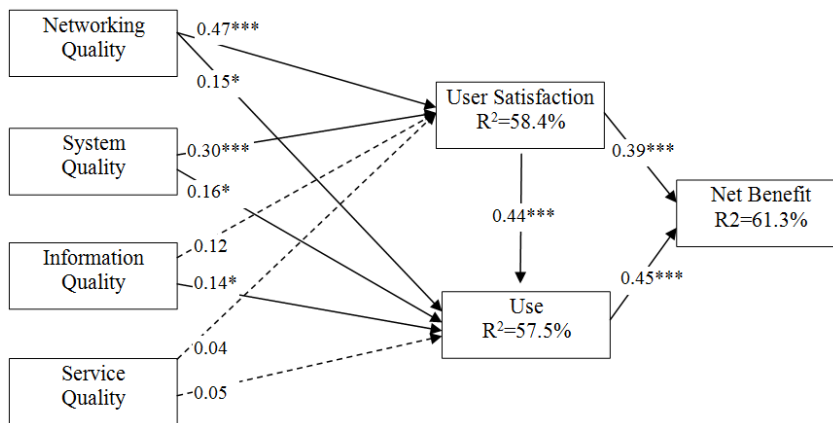 Networking
Quality
0.47***
0.15*
User Satisfaction
R²=58.4%
System
Quality
0.30***
0.16*
0.39***
Net Benefit
R2=61.3%
0.44***
Information
Quality
0.12
0.14*
0.45***
Use
R²=57.5%
Service
Quality
0.04
0.05